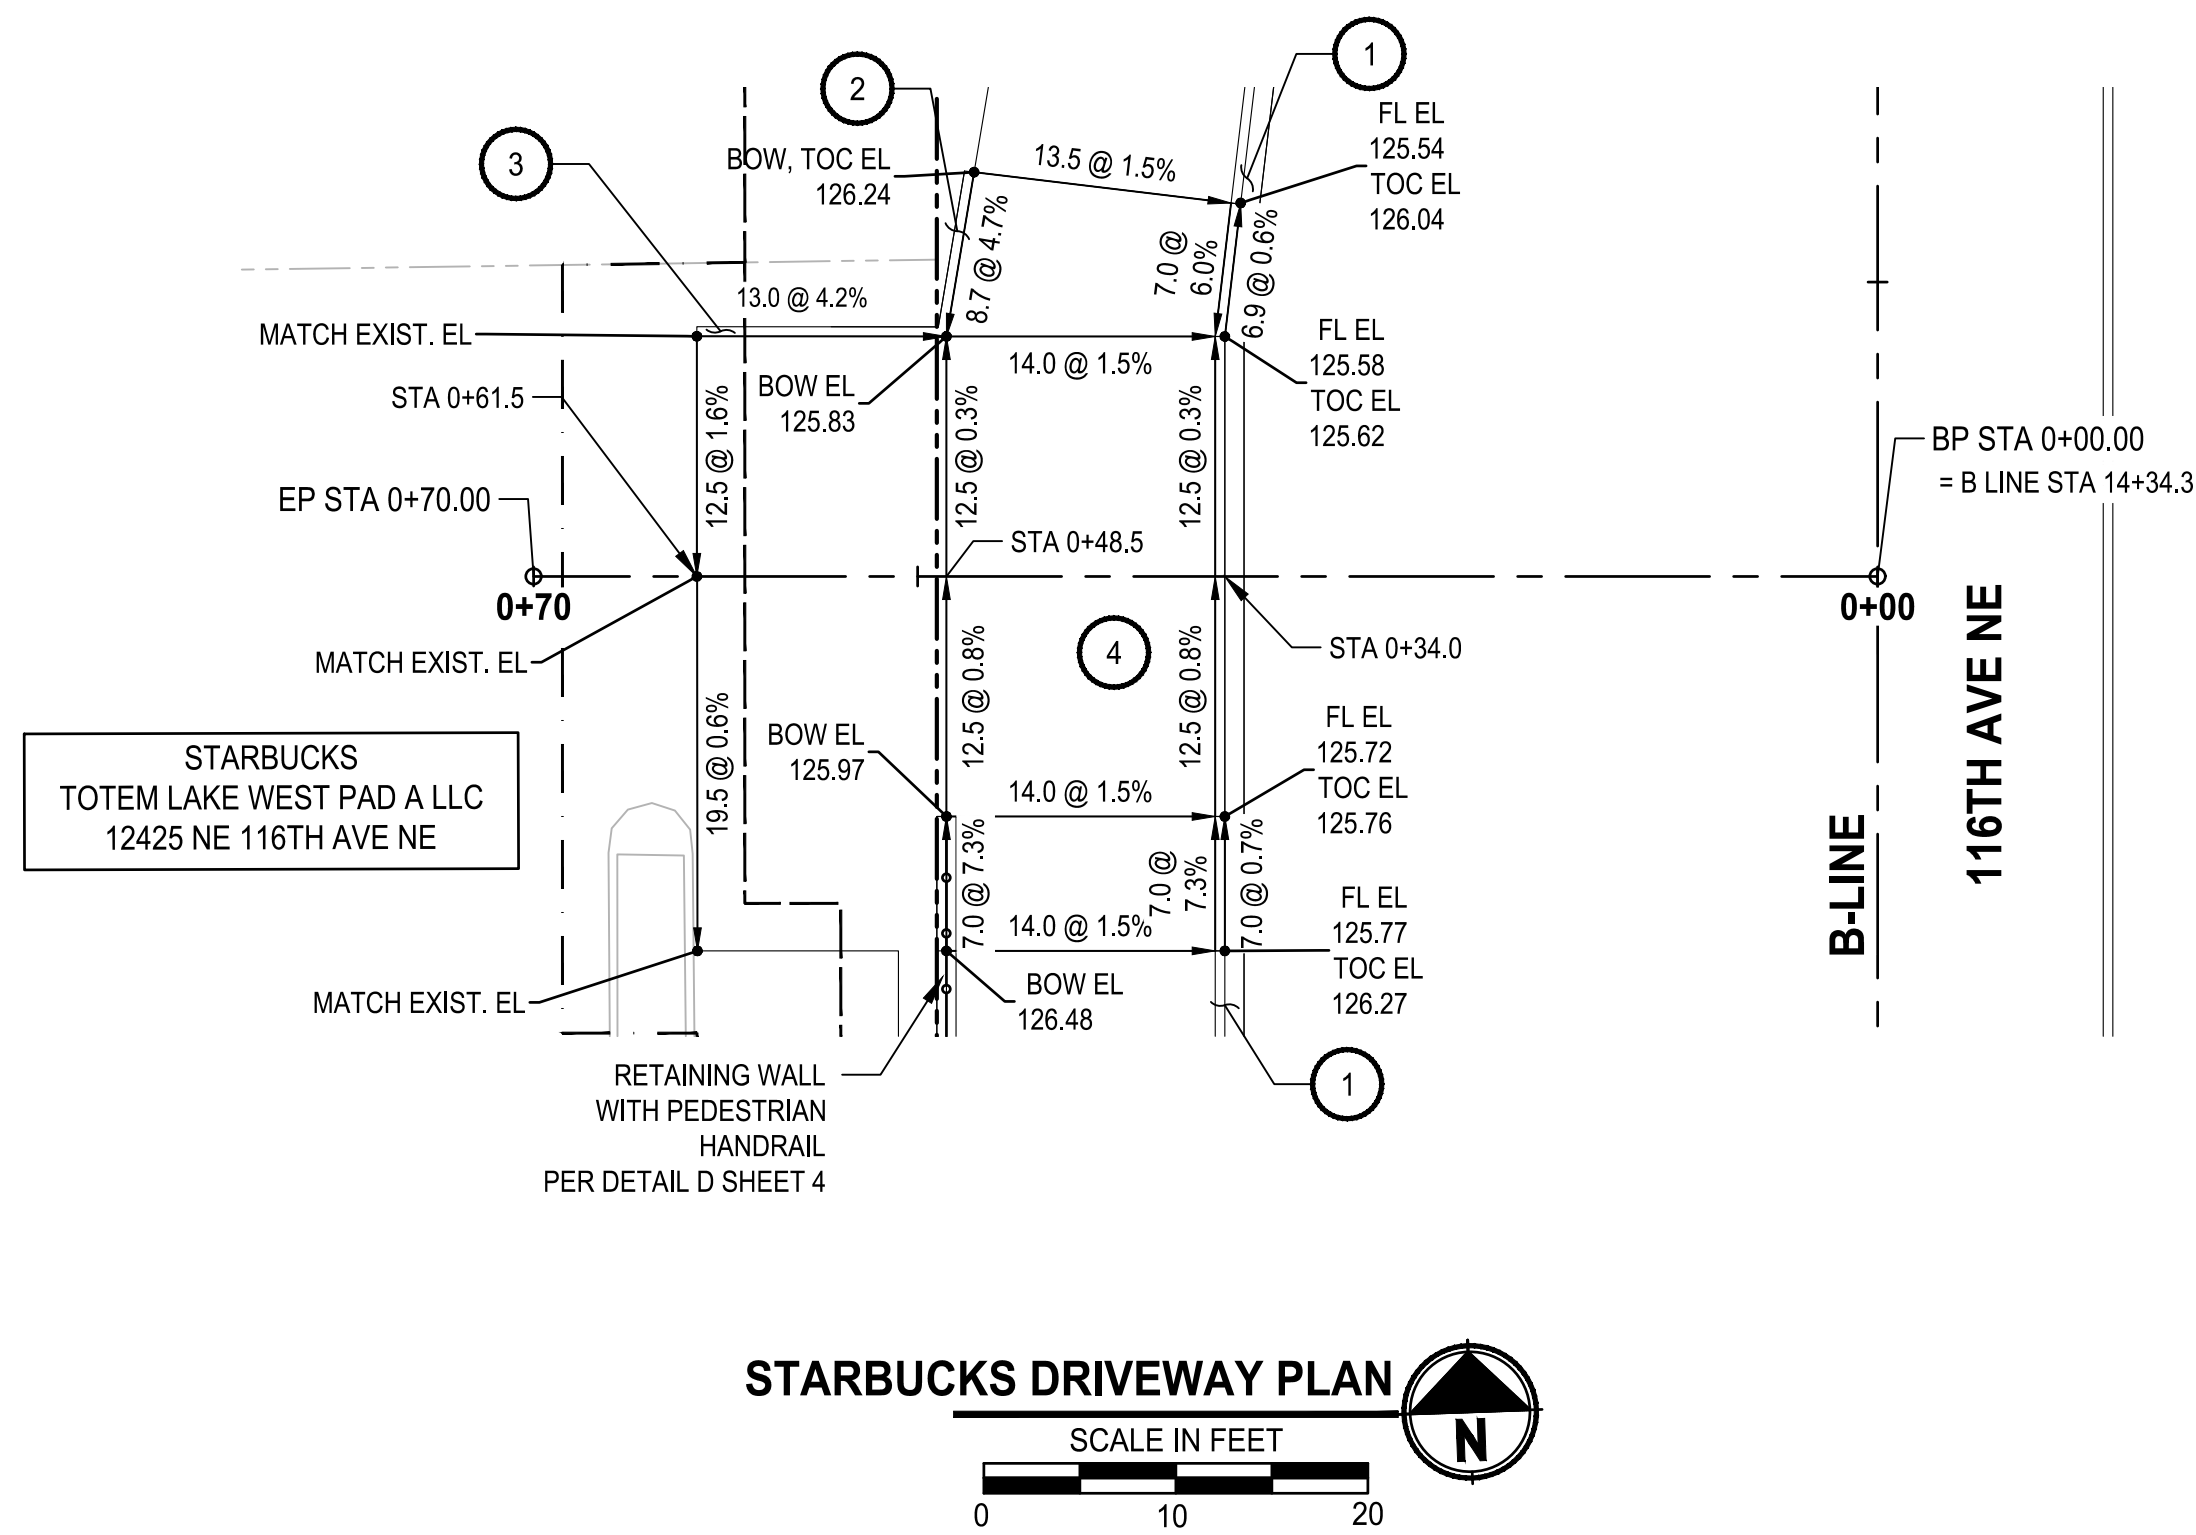 1
2
FL EL
125.54
TOC EL
126.04
3
BOW, TOC EL
126.24
13.5 @ 1.5%
8.7 @ 4.7%
7.0 @
6.0%
6.9 @ 0.6%
13.0 @ 4.2%
MATCH EXIST. EL
14.0 @ 1.5%
FL EL
125.58
TOC EL
125.62
STA 0+61.5
BOW EL
125.83
12.5 @ 1.6%
12.5 @ 0.3%
12.5 @ 0.3%
BP STA 0+00.00
= B LINE STA 14+34.3
EP STA 0+70.00
STA 0+48.5
0+70
0+00
MATCH EXIST. EL
4
STA 0+34.0
116TH AVE NE
19.5 @ 0.6%
12.5 @ 0.8%
12.5 @ 0.8%
BOW EL
125.97
FL EL
125.72
TOC EL
125.76
STARBUCKS
TOTEM LAKE WEST PAD A LLC
12425 NE 116TH AVE NE
14.0 @ 1.5%
B-LINE
7.0 @ 7.3%
7.0 @
7.3%
7.0 @ 0.7%
14.0 @ 1.5%
FL EL
125.77
TOC EL
126.27
MATCH EXIST. EL
BOW EL
126.48
RETAINING WALL
WITH PEDESTRIAN
HANDRAIL
PER DETAIL D SHEET 4
1
STARBUCKS DRIVEWAY PLAN
N
SCALE IN FEET
0 10 20